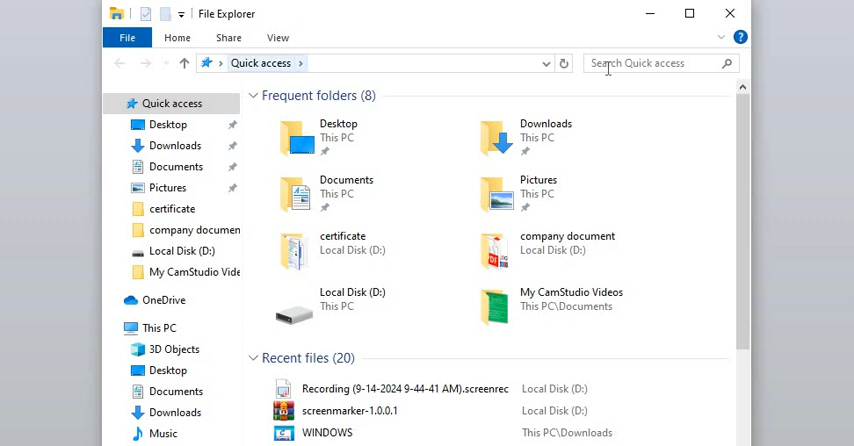 File Explorer
File Home Share View
Quick access
Search Quick access
Quick access
Desktop
Downloads
Documents
Pictures
certificate
company documen
Local Disk (D:)
My CamStudio Vide
OneDrive
This PC
3D Objects
Desktop
Documents
Downloads
Music
Frequent folders (8)
Desktop
This PC
Downloads
This PC
Documents
This PC
Pictures
This PC
certificate
Local Disk (D:)
company document
Local Disk (D:)
Local Disk (D:)
This PC
My CamStudio Videos
This PC\Documents
Recent files (20)
Recording (9-14-2024 9-44-41 AM).screenrec Local Disk (D:)
screenmarker-1.0.0.1 Local Disk (D:)
WINDOWS This PC\Downloads